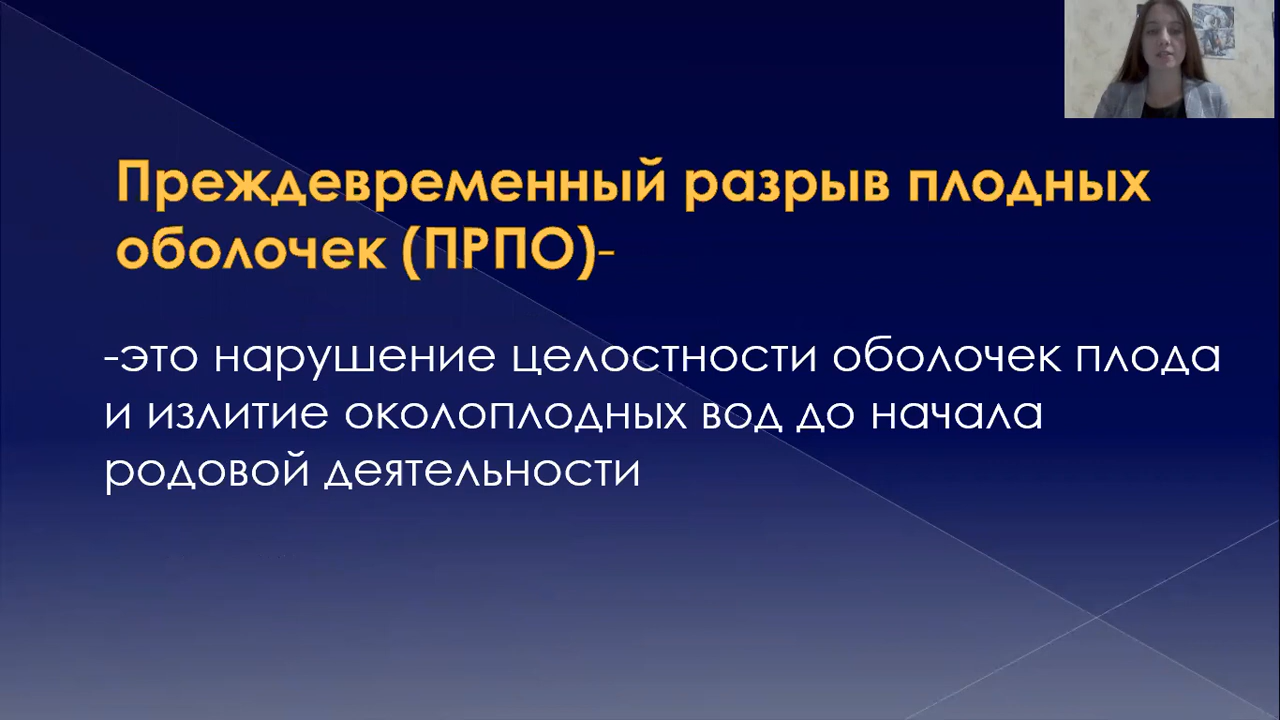 Преждевременный разрыв плодных
оболочек (ПРПО)-
-это нарушение целостности оболочек плода
и излитие околоплодных вод до начала
родовой деятельности